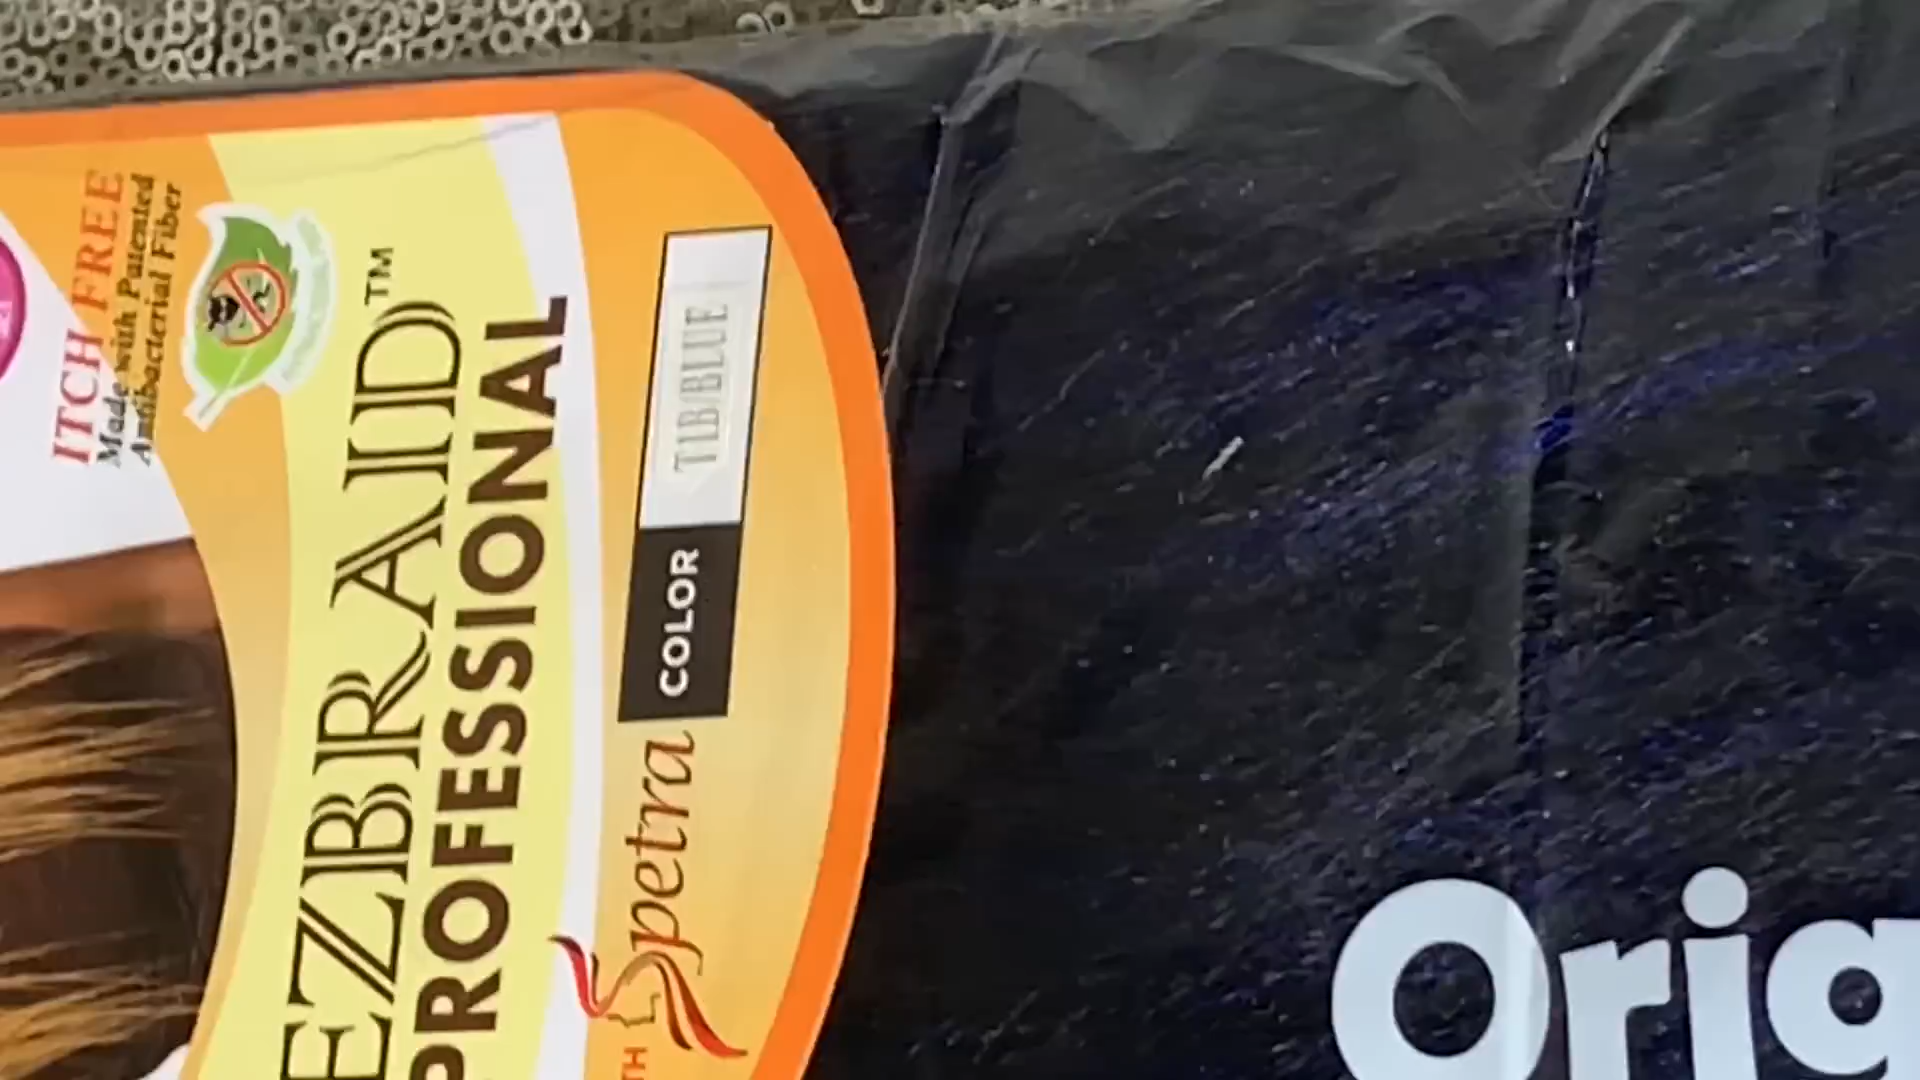 ITCH FREE
Made with Patented
Antibacterial Fiber
EZBRAID™
PROFESSIONAL
Spetra
COLOR
T1B/BLUE
Orig